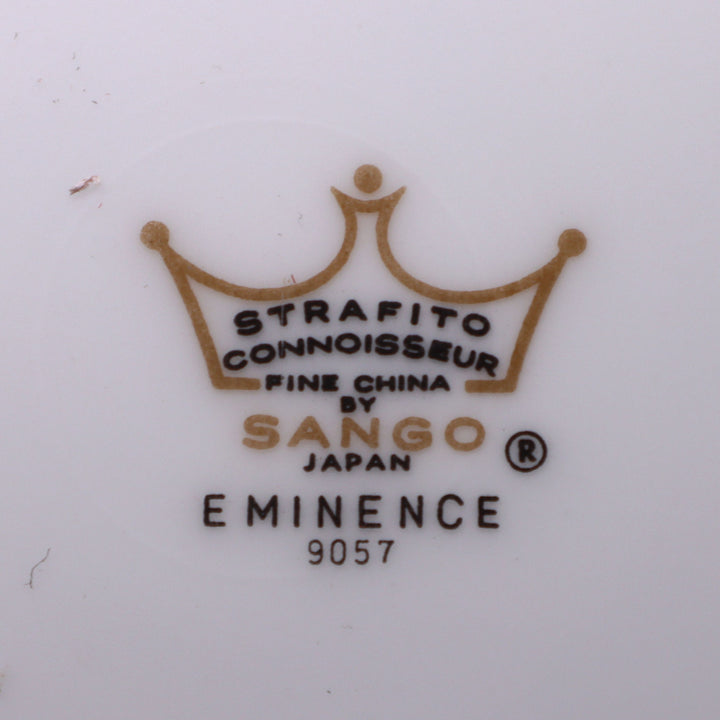 STRAFITO
CONNOISSEUR
FINE CHINA
BY
SANGO
JAPAN ®
EMINENCE
9057